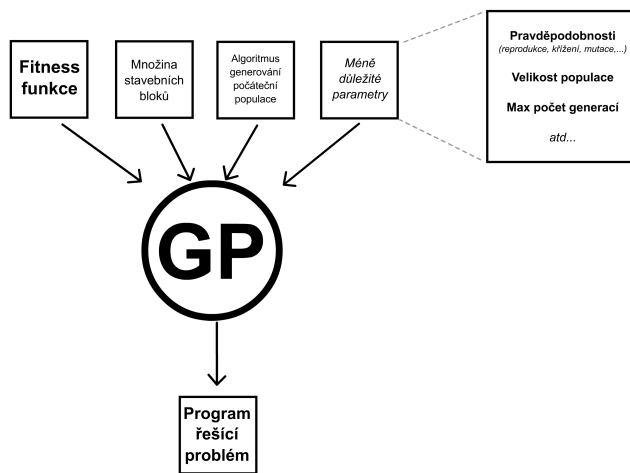 Fitness
funkce
Množina
stavebních
bloků
Algoritmus
generování
počáteční
populace
Méně
důležité
parametry
Pravděpodobnosti
(reprodukce, křížení, mutace,...)
Velikost populace
Max počet generací
atd...
GP
Program
řešící
problém